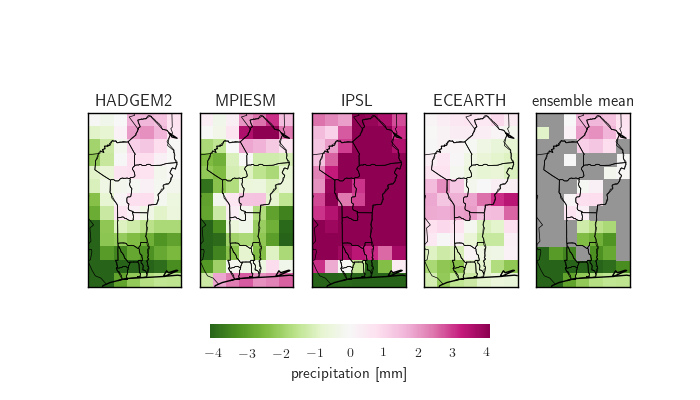 HADGEM2 MPIESM IPSL ECEARTH ensemble mean
−4 −3 −2 −1 0 1 2 3 4
precipitation [mm]